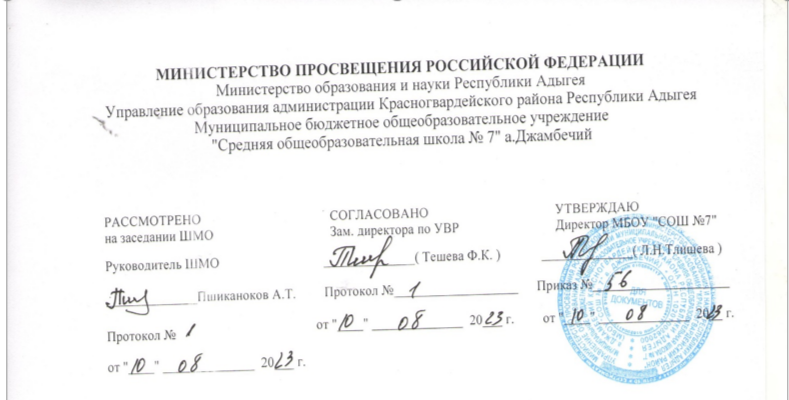 МИНИСТЕРСТВО ПРОСВЕЩЕНИЯ РОССИЙСКОЙ ФЕДЕРАЦИИ
Министерство образования и науки Республики Адыгея
Управление образования администрации Красногвардейского района Республики Адыгея
Муниципальное бюджетное общеобразовательное учреждение
"Средняя общеобразовательная школа № 7" а.Джамбечий
РАССМОТРЕНО
на заседании ШМО
Руководитель ШМО
Пшиканоков А.Т.
Протокол № 1
от "10" 08 2023 г.
СОГЛАСОВАНО
Зам. директора по УВР
( Тешева Ф.К. )
Протокол № 1
от "10" 08 2023 г.
УТВЕРЖДАЮ
Директор МБОУ "СОШ №7"
( Л.Н.Тлишева )
Приказ № 56
от "10" 08 2023 г.
ДЛЯ
ДОКУМЕНТОВ